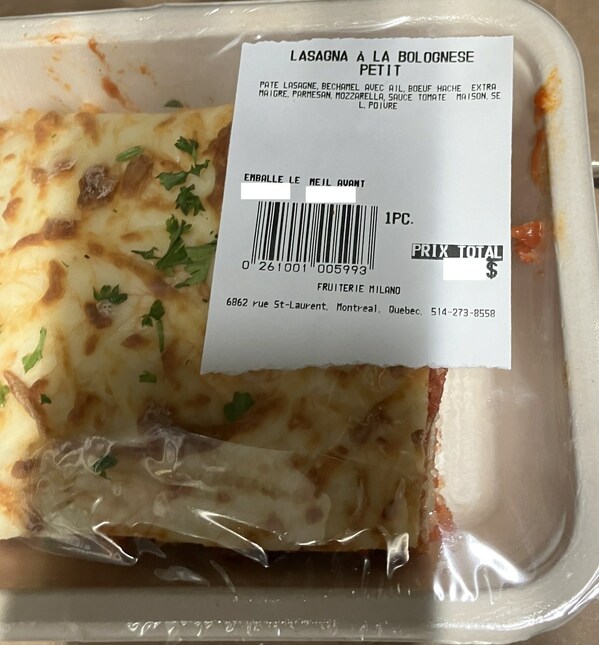 LASAGNA A LA BOLOGNESE
PETIT
PATE LASAGNE, BECHAMEL AVEC AIL, BOEUF HACHE EXTRA
MAIGRE, PARMESAN, MOZZARELLA, SAUCE TOMATE MAISON, SE
L, POIVRE
EMBALLE LE MEIL AVANT
1PC.
PRIX TOTAL
$
0 261001 005993
FRUITERIE MILANO
6862 rue St-Laurent, Montreal, Quebec, 514-273-8558